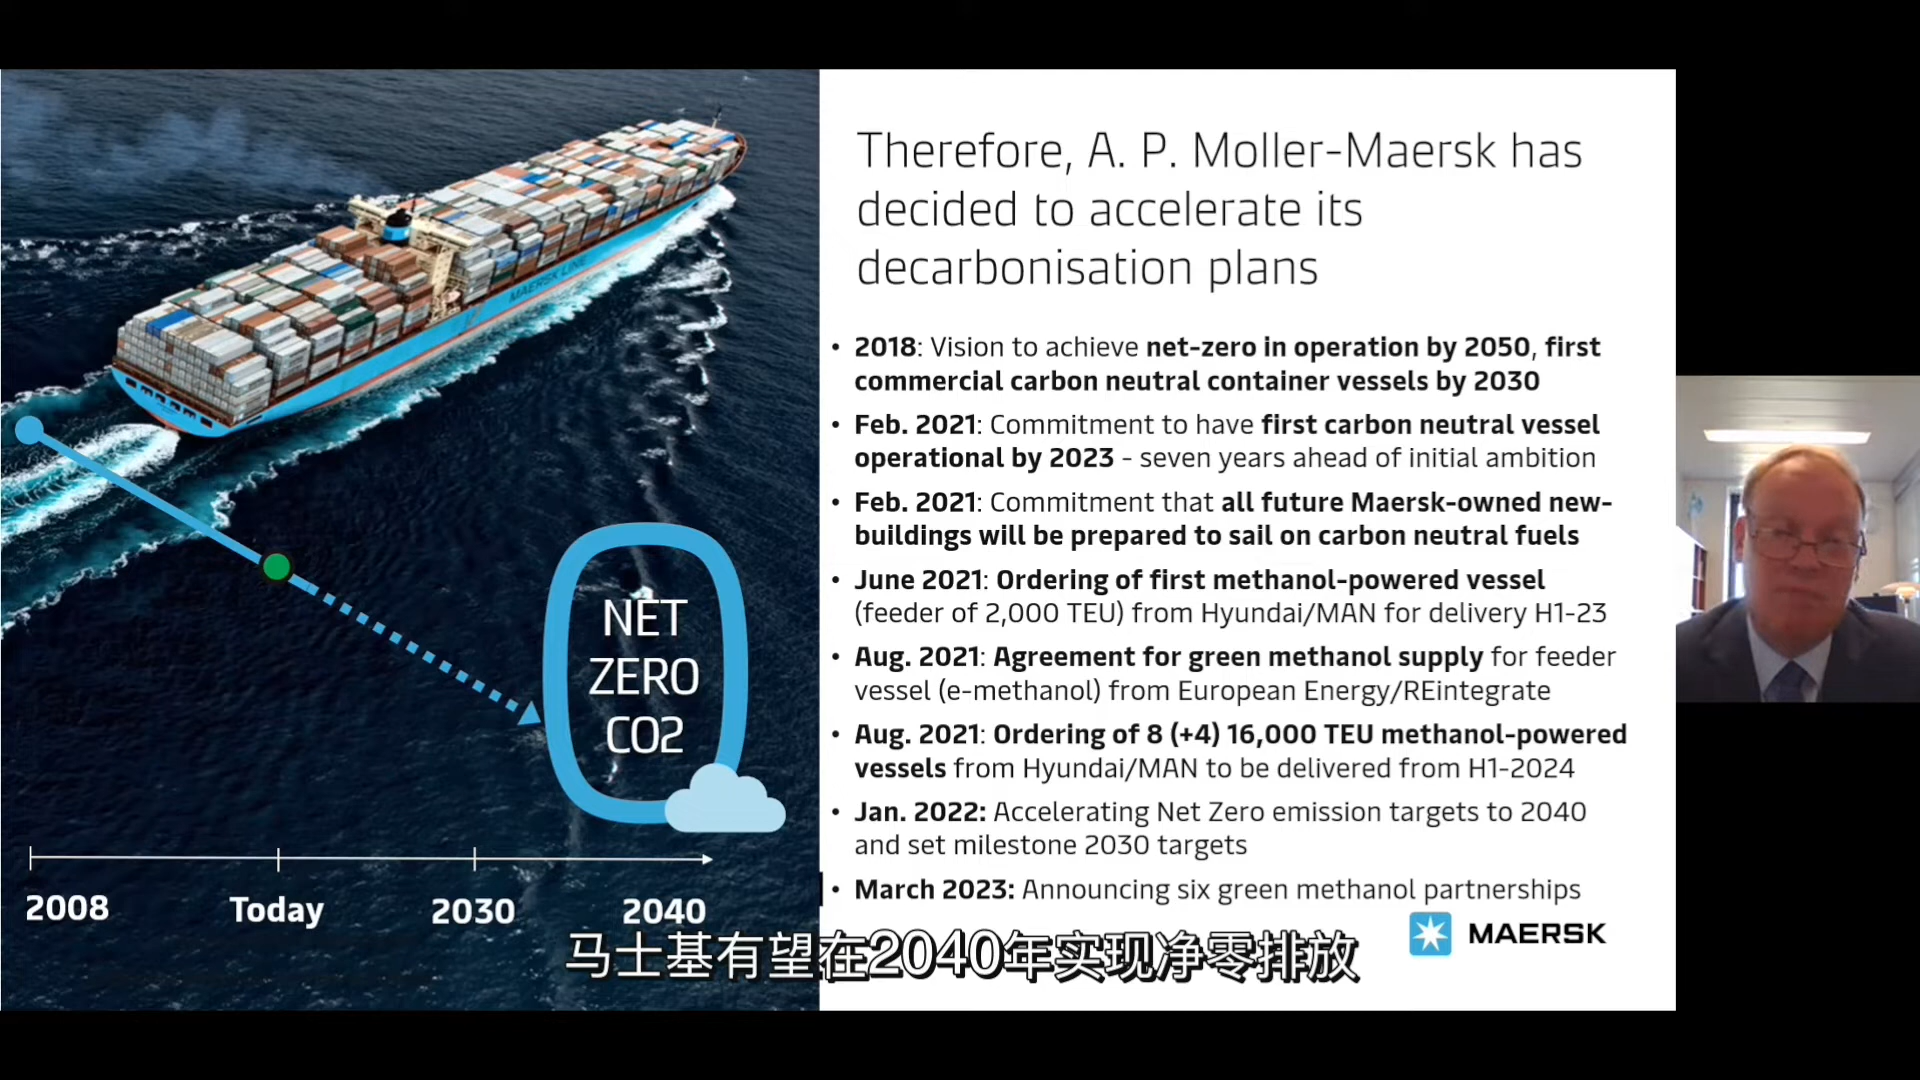 Therefore, A. P. Moller-Maersk has
decided to accelerate its
decarbonisation plans
• 2018: Vision to achieve net-zero in operation by 2050, first
commercial carbon neutral container vessels by 2030
• Feb. 2021: Commitment to have first carbon neutral vessel
operational by 2023 - seven years ahead of initial ambition
• Feb. 2021: Commitment that all future Maersk-owned new-
buildings will be prepared to sail on carbon neutral fuels
• June 2021: Ordering of first methanol-powered vessel
(feeder of 2,000 TEU) from Hyundai/MAN for delivery H1-23
• Aug. 2021: Agreement for green methanol supply for feeder
vessel (e-methanol) from European Energy/REintegrate
• Aug. 2021: Ordering of 8 (+4) 16,000 TEU methanol-powered
vessels from Hyundai/MAN to be delivered from H1-2024
• Jan. 2022: Accelerating Net Zero emission targets to 2040
and set milestone 2030 targets
• March 2023: Announcing six green methanol partnerships
MAERSK
MAERSK LINE
NET
ZERO
CO2
2008 Today 2030 2040
马士基有望在2040年实现净零排放